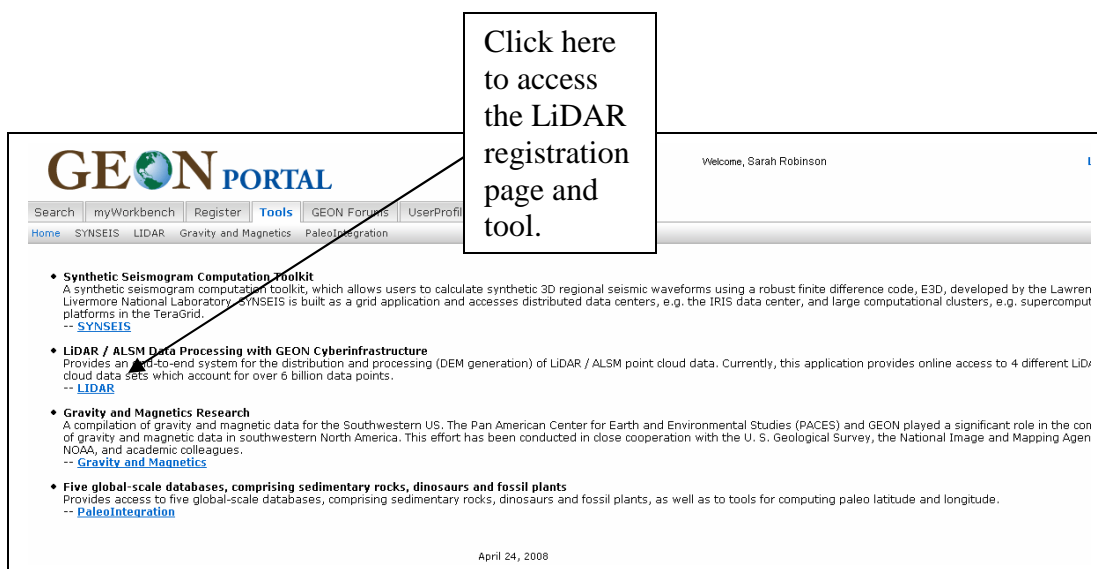 Click here
to access
the LiDAR
registration
page and
tool.
GEON PORTAL
Welcome, Sarah Robinson
Search myWorkbench Register Tools GEON Forums UserProfil
Home SYNSEIS LIDAR Gravity and Magnetics PaleoIntegration
Synthetic Seismogram Computation Toolkit
A synthetic seismogram computation toolkit, which allows users to calculate synthetic 3D regional seismic waveforms using a robust finite difference code, E3D, developed by the Lawren
Livermore National Laboratory. SYNSEIS is built as a grid application and accesses distributed data centers, e.g. the IRIS data center, and large computational clusters, e.g. supercomput
platforms in the TeraGrid.
-- SYNSEIS
LiDAR / ALSM Data Processing with GEON Cyberinfrastructure
Provides an end-to-end system for the distribution and processing (DEM generation) of LiDAR / ALSM point cloud data. Currently, this application provides online access to 4 different LiDA
cloud data sets which account for over 6 billion data points.
-- LIDAR
Gravity and Magnetics Research
A compilation of gravity and magnetic data for the Southwestern US. The Pan American Center for Earth and Environmental Studies (PACES) and GEON played a significant role in the com
of gravity and magnetic data in southwestern North America. This effort has been conducted in close cooperation with the U. S. Geological Survey, the National Image and Mapping Agen
NOAA, and academic colleagues.
-- Gravity and Magnetics
Five global-scale databases, comprising sedimentary rocks, dinosaurs and fossil plants
Provides access to five global-scale databases, comprising sedimentary rocks, dinosaurs and fossil plants, as well as to tools for computing paleo latitude and longitude.
-- PaleoIntegration
April 24, 2008